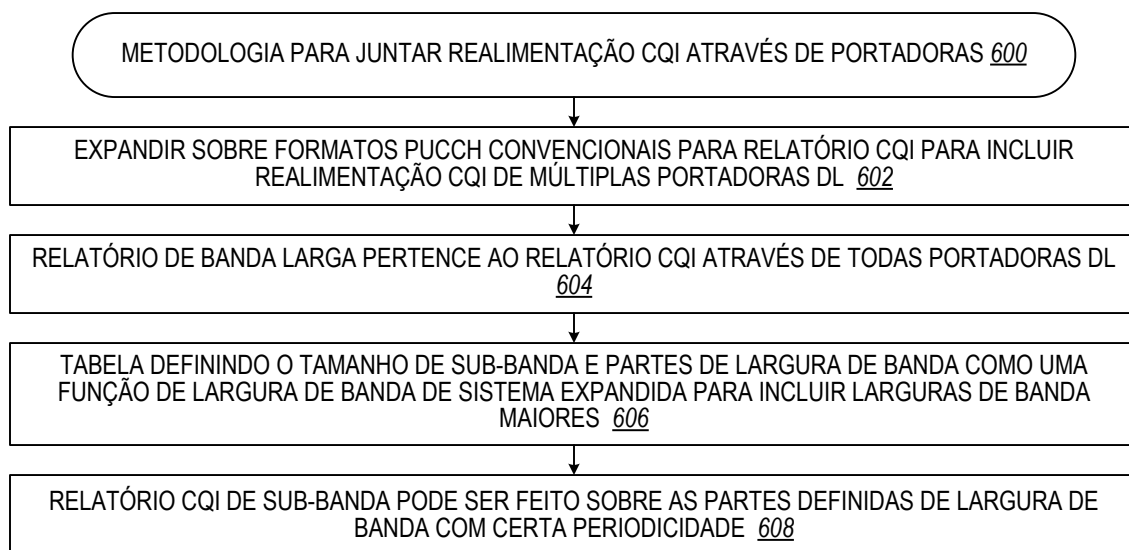 METODOLOGIA PARA JUNTAR REALIMENTAÇÃO CQI ATRAVÉS DE PORTADORAS 600
EXPANDIR SOBRE FORMATOS PUCCH CONVENCIONAIS PARA RELATÓRIO CQI PARA INCLUIR
REALIMENTAÇÃO CQI DE MÚLTIPLAS PORTADORAS DL 602
RELATÓRIO DE BANDA LARGA PERTENCE AO RELATÓRIO CQI ATRAVÉS DE TODAS PORTADORAS DL
604
TABELA DEFININDO O TAMANHO DE SUB-BANDA E PARTES DE LARGURA DE BANDA COMO UMA
FUNÇÃO DE LARGURA DE BANDA DE SISTEMA EXPANDIDA PARA INCLUIR LARGURAS DE BANDA
MAIORES 606
RELATÓRIO CQI DE SUB-BANDA PODE SER FEITO SOBRE AS PARTES DEFINIDAS DE LARGURA DE
BANDA COM CERTA PERIODICIDADE 608